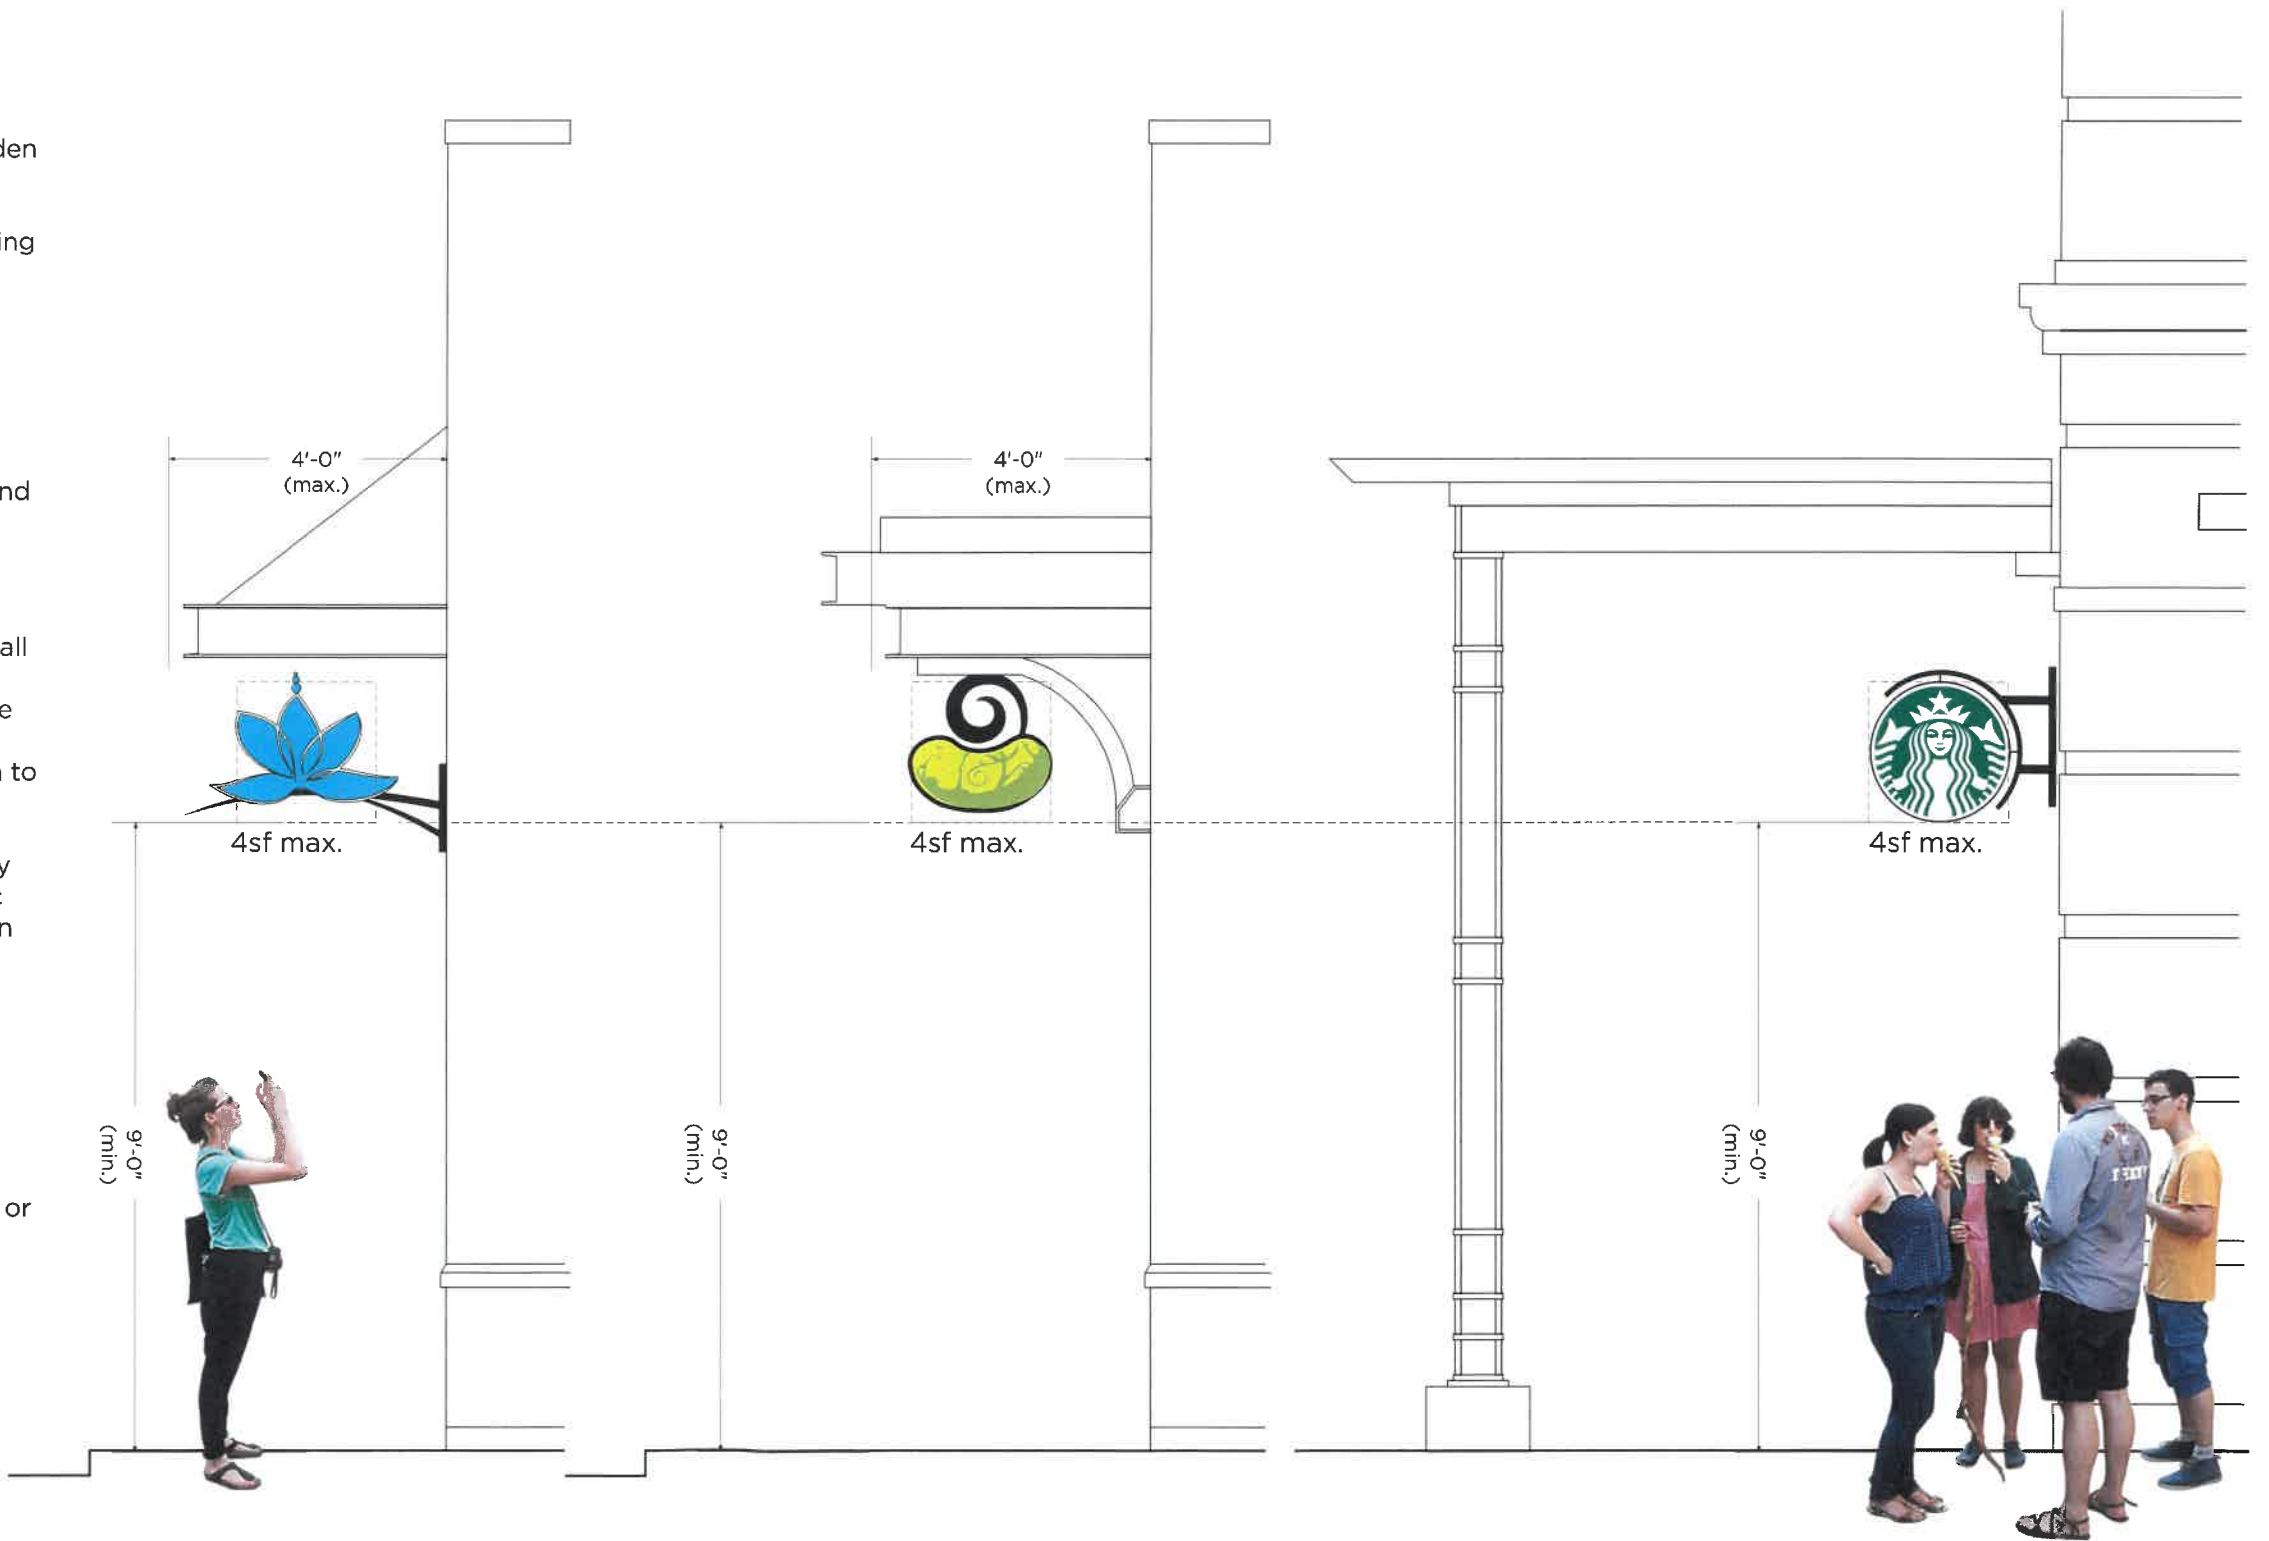 den
ing
nd
all
e
n to
y
t
n
or
4'-0"
(max.)
4sf max.
9'-0"
(min.)
4'-0"
(max.)
4sf max.
9'-0"
(min.)
4sf max.
9'-0"
(min.)